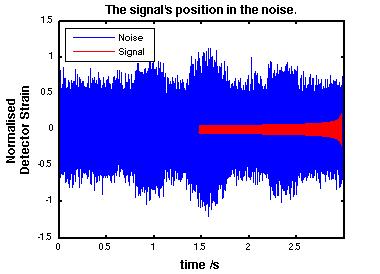 The signal's position in the noise.
1.5
Noise
Signal
1
0.5
Normalised
Detector Strain
0
-0.5
-1
-1.5
0 0.5 1 1.5 2 2.5
time /s